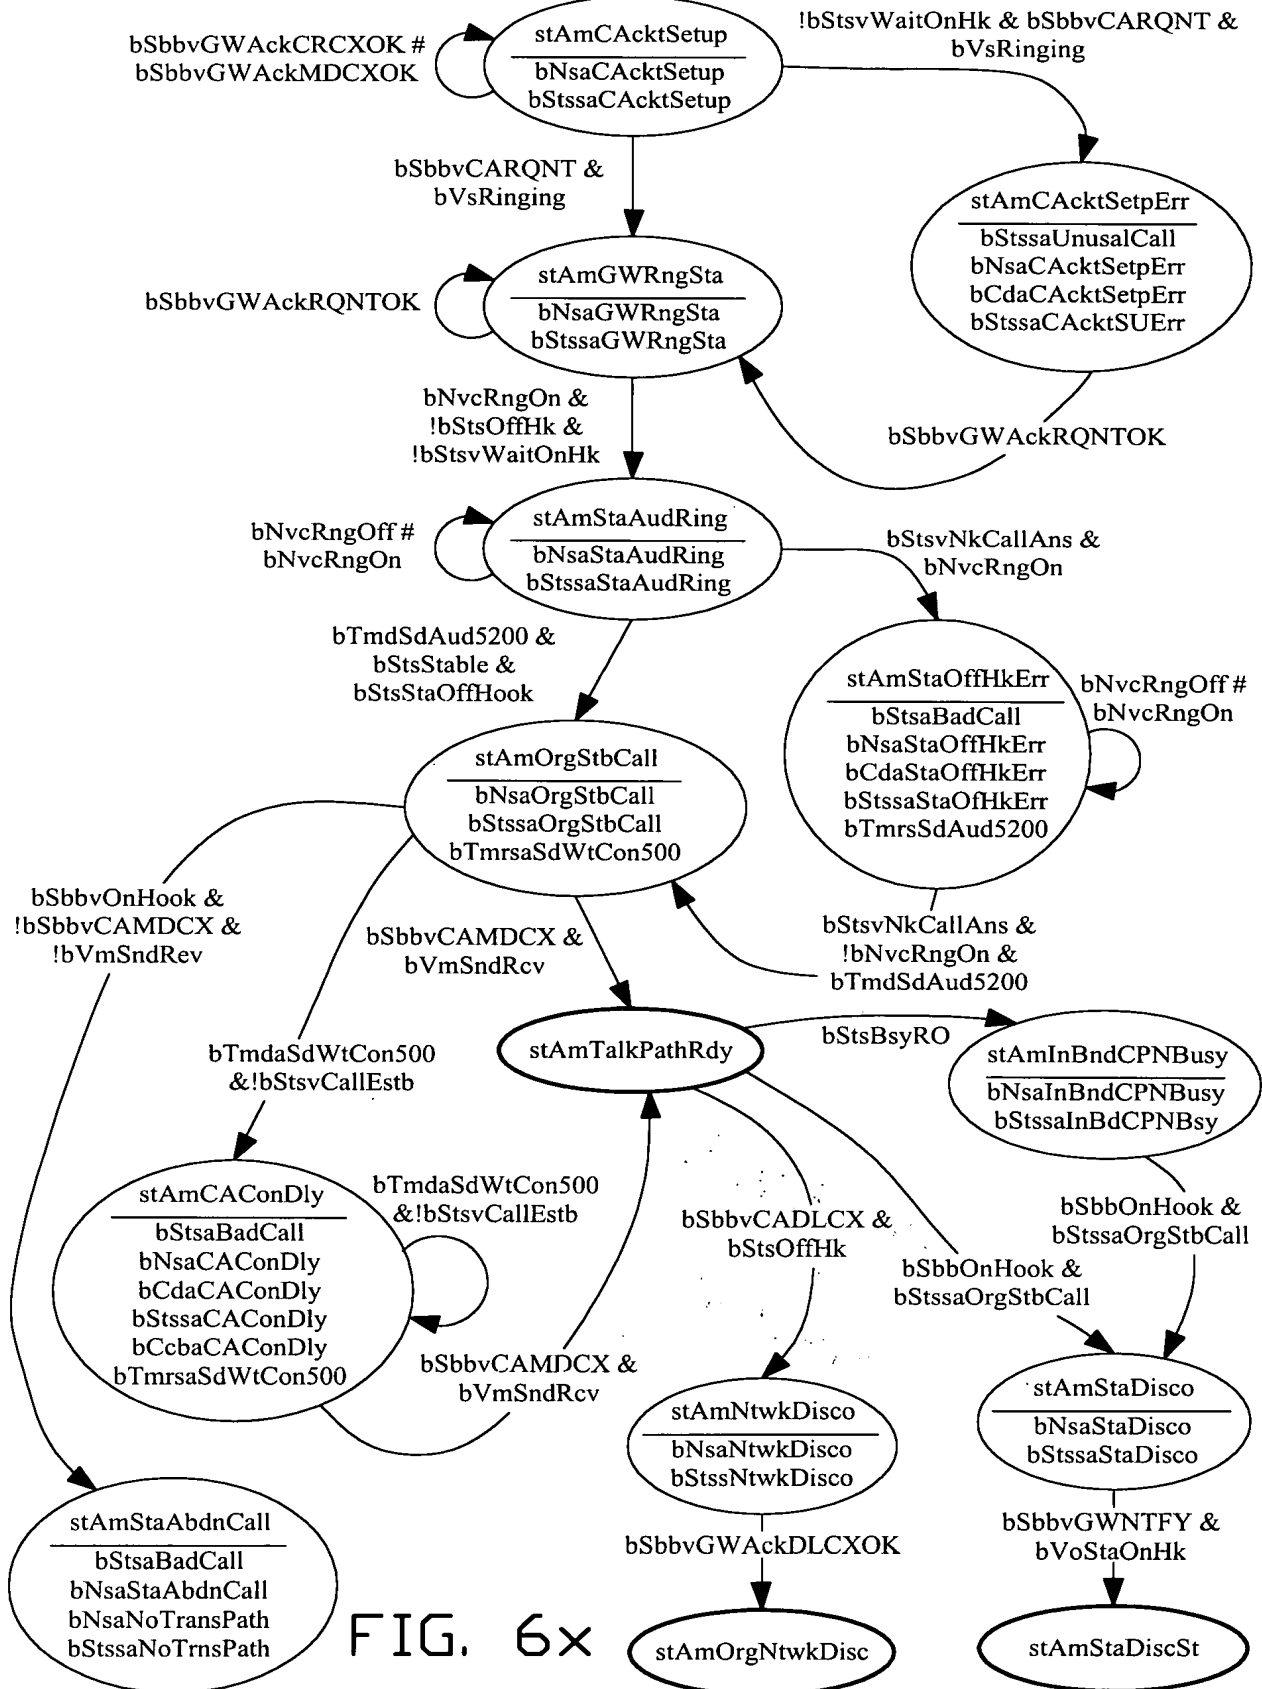 stAmCAcktSetup
bNsaCAcktSetup
bStssaCAcktSetup
bSbbvGWAckCRCXOK #
bSbbvGWAckMDCXOK
!bStsvWaitOnHk & bSbbvCARQNT &
bVsRinging
bSbbvCARQNT &
bVsRinging
stAmCAcktSetpErr
bStssaUnusalCall
bNsaCAcktSetpErr
bCdaCAcktSetpErr
bStssaCAcktSUErr
stAmGWRngSta
bNsaGWRngSta
bStssaGWRngSta
bSbbvGWAckRQNTOK
bNvcRngOn &
!bStsOffHk &
!bStsvWaitOnHk
bSbbvGWAckRQNTOK
stAmStaAudRing
bNsaStaAudRing
bStssaStaAudRing
bNvcRngOff #
bNvcRngOn
bStsvNkCallAns &
bNvcRngOn
bTmdSdAud5200 &
bStsStable &
bStsStaOffHook
stAmStaOffHkErr
bStsaBadCall
bNsaStaOffHkErr
bCdaStaOffHkErr
bStssaStaOfHkErr
bTmrsSdAud5200
bNvcRngOff #
bNvcRngOn
stAmOrgStbCall
bNsaOrgStbCall
bStssaOrgStbCall
bTmrsaSdWtCon500
bSbbvOnHook &
!bSbbvCAMDCX &
!bVmSndRev
bSbbvCAMDCX &
bVmSndRcv
bStsvNkCallAns &
!bNvcRngOn &
bTmdSdAud5200
bTmdaSdWtCon500
&!bStsvCallEstb
stAmTalkPathRdy
bStsBsyRO
stAmInBndCPNBusy
bNsaInBndCPNBusy
bStssaInBdCPNBsy
stAmCAConDly
bStsaBadCall
bNsaCAConDly
bCdaCAConDly
bStssaCAConDly
bCcbaCAConDly
bTmrsaSdWtCon500
bTmdaSdWtCon500
&!bStsvCallEstb
bSbbvCADLCX &
bStsOffHk
bSbbOnHook &
bStssaOrgStbCall
bSbbOnHook &
bStssaOrgStbCall
bSbbvCAMDCX &
bVmSndRcv
stAmNtwkDisco
bNsaNtwkDisco
bStssNtwkDisco
stAmStaDisco
bNsaStaDisco
bStssaStaDisco
stAmStaAbdnCall
bStsaBadCall
bNsaStaAbdnCall
bNsaNoTransPath
bStssaNoTrnsPath
bSbbvGWAckDLCXOK
bSbbvGWNTFY &
bVoStaOnHk
stAmOrgNtwkDisc
stAmStaDiscSt
FIG. 6x